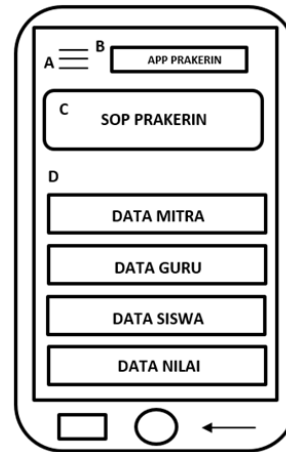 A B APP PRAKERIN
C SOP PRAKERIN
D
DATA MITRA
DATA GURU
DATA SISWA
DATA NILAI